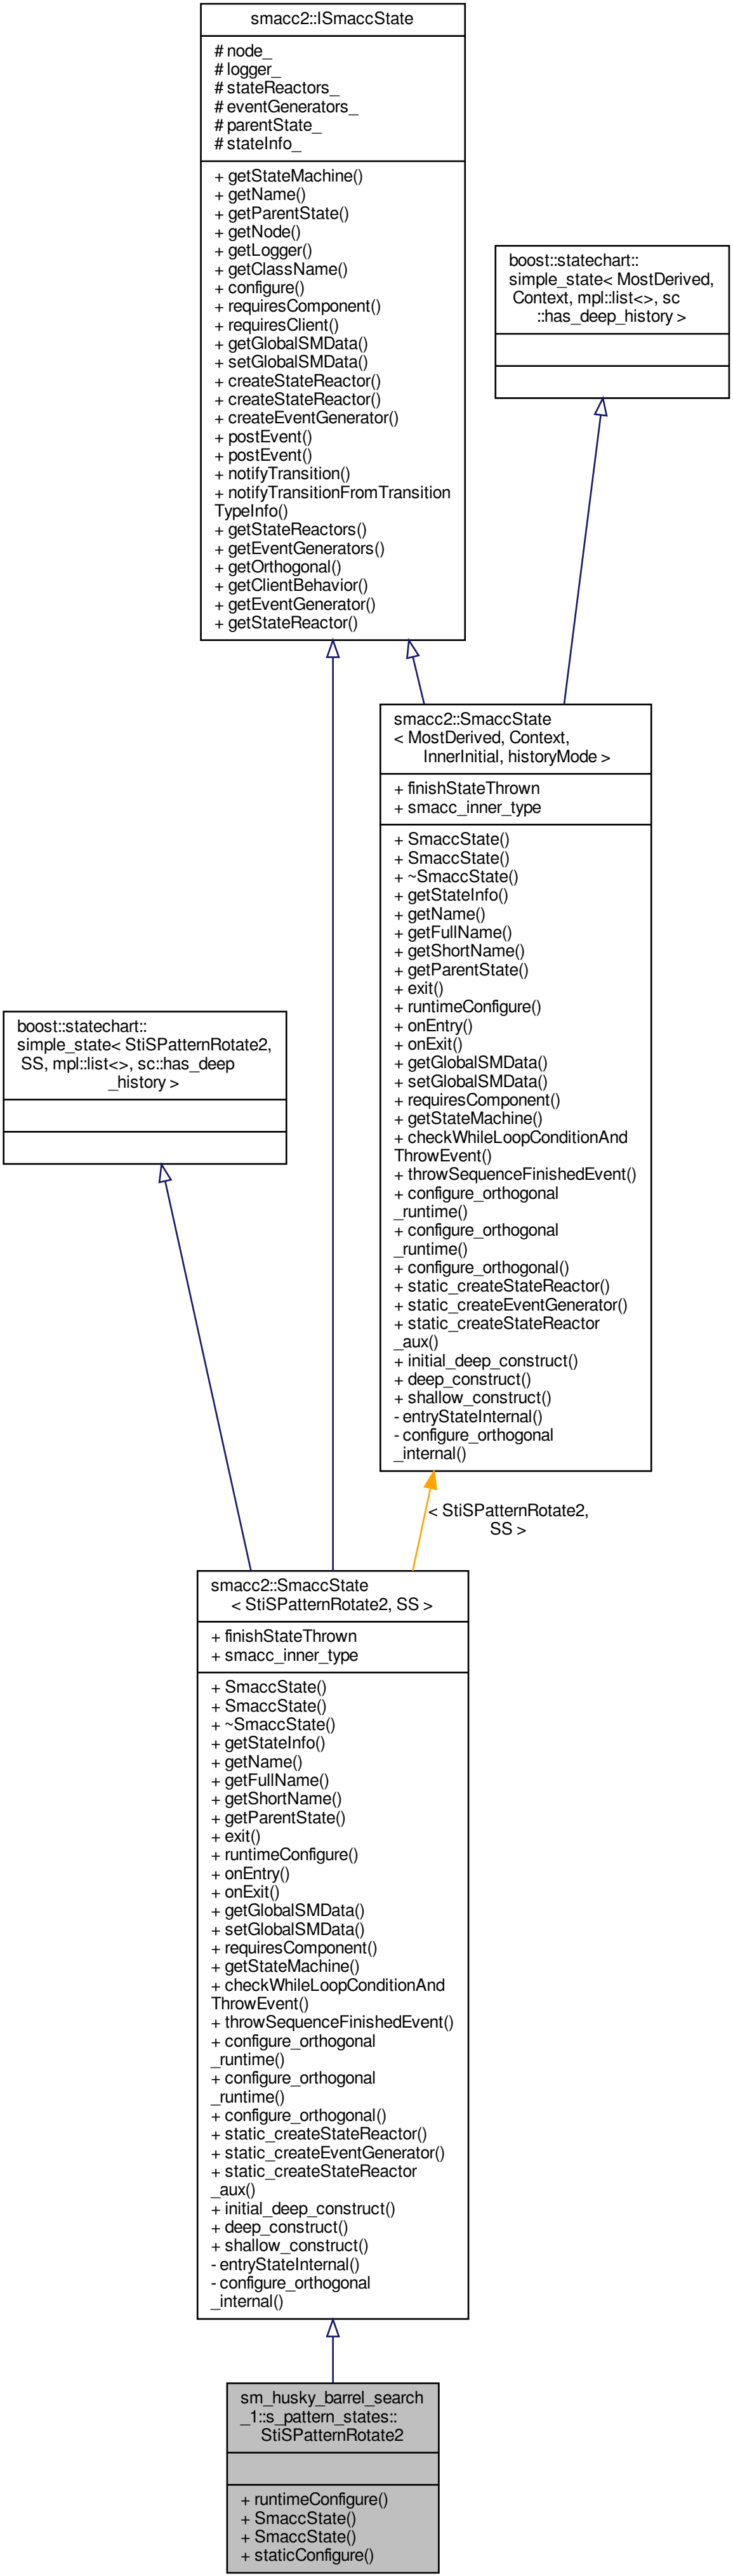 smacc2::ISmaccState
# node_
# logger_
# stateReactors_
# eventGenerators_
# parentState_
# stateInfo_
+ getStateMachine()
+ getName()
+ getParentState()
+ getNode()
+ getLogger()
+ getClassName()
+ configure()
+ requiresComponent()
+ requiresClient()
+ getGlobalSMData()
+ setGlobalSMData()
+ createStateReactor()
+ createStateReactor()
+ createEventGenerator()
+ postEvent()
+ postEvent()
+ notifyTransition()
+ notifyTransitionFromTransition
TypeInfo()
+ getStateReactors()
+ getEventGenerators()
+ getOrthogonal()
+ getClientBehavior()
+ getEventGenerator()
+ getStateReactor()
boost::statechart::
simple_state< MostDerived,
Context, mpl::list<>, sc
::has_deep_history >
smacc2::SmaccState
< MostDerived, Context,
InnerInitial, historyMode >
+ finishStateThrown
+ smacc_inner_type
+ SmaccState()
+ SmaccState()
+ ~SmaccState()
+ getStateInfo()
+ getName()
+ getFullName()
+ getShortName()
+ getParentState()
+ exit()
+ runtimeConfigure()
+ onEntry()
+ onExit()
+ getGlobalSMData()
+ setGlobalSMData()
+ requiresComponent()
+ getStateMachine()
+ checkWhileLoopConditionAnd
ThrowEvent()
+ throwSequenceFinishedEvent()
+ configure_orthogonal
_runtime()
+ configure_orthogonal
_runtime()
+ configure_orthogonal()
+ static_createStateReactor()
+ static_createEventGenerator()
+ static_createStateReactor
_aux()
+ initial_deep_construct()
+ deep_construct()
+ shallow_construct()
- entryStateInternal()
- configure_orthogonal
_internal()
boost::statechart::
simple_state< StiSPatternRotate2,
SS, mpl::list<>, sc::has_deep
_history >
< StiSPatternRotate2,
SS >
smacc2::SmaccState
< StiSPatternRotate2, SS >
+ finishStateThrown
+ smacc_inner_type
+ SmaccState()
+ SmaccState()
+ ~SmaccState()
+ getStateInfo()
+ getName()
+ getFullName()
+ getShortName()
+ getParentState()
+ exit()
+ runtimeConfigure()
+ onEntry()
+ onExit()
+ getGlobalSMData()
+ setGlobalSMData()
+ requiresComponent()
+ getStateMachine()
+ checkWhileLoopConditionAnd
ThrowEvent()
+ throwSequenceFinishedEvent()
+ configure_orthogonal
_runtime()
+ configure_orthogonal
_runtime()
+ configure_orthogonal()
+ static_createStateReactor()
+ static_createEventGenerator()
+ static_createStateReactor
_aux()
+ initial_deep_construct()
+ deep_construct()
+ shallow_construct()
- entryStateInternal()
- configure_orthogonal
_internal()
sm_husky_barrel_search
_1::s_pattern_states::
StiSPatternRotate2
+ runtimeConfigure()
+ SmaccState()
+ SmaccState()
+ staticConfigure()